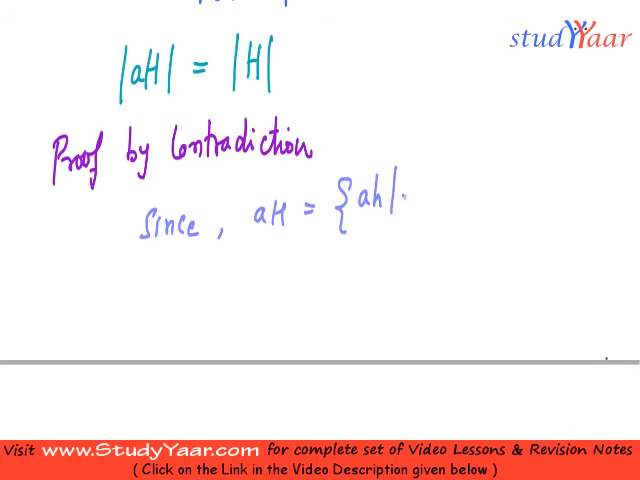 studYYaar
|aH| = |H|
Proof by Contradiction
Since, aH = {ah|
Visit www.StudyYaar.com for complete set of Video Lessons & Revision Notes
( Click on the Link in the Video Description given below )